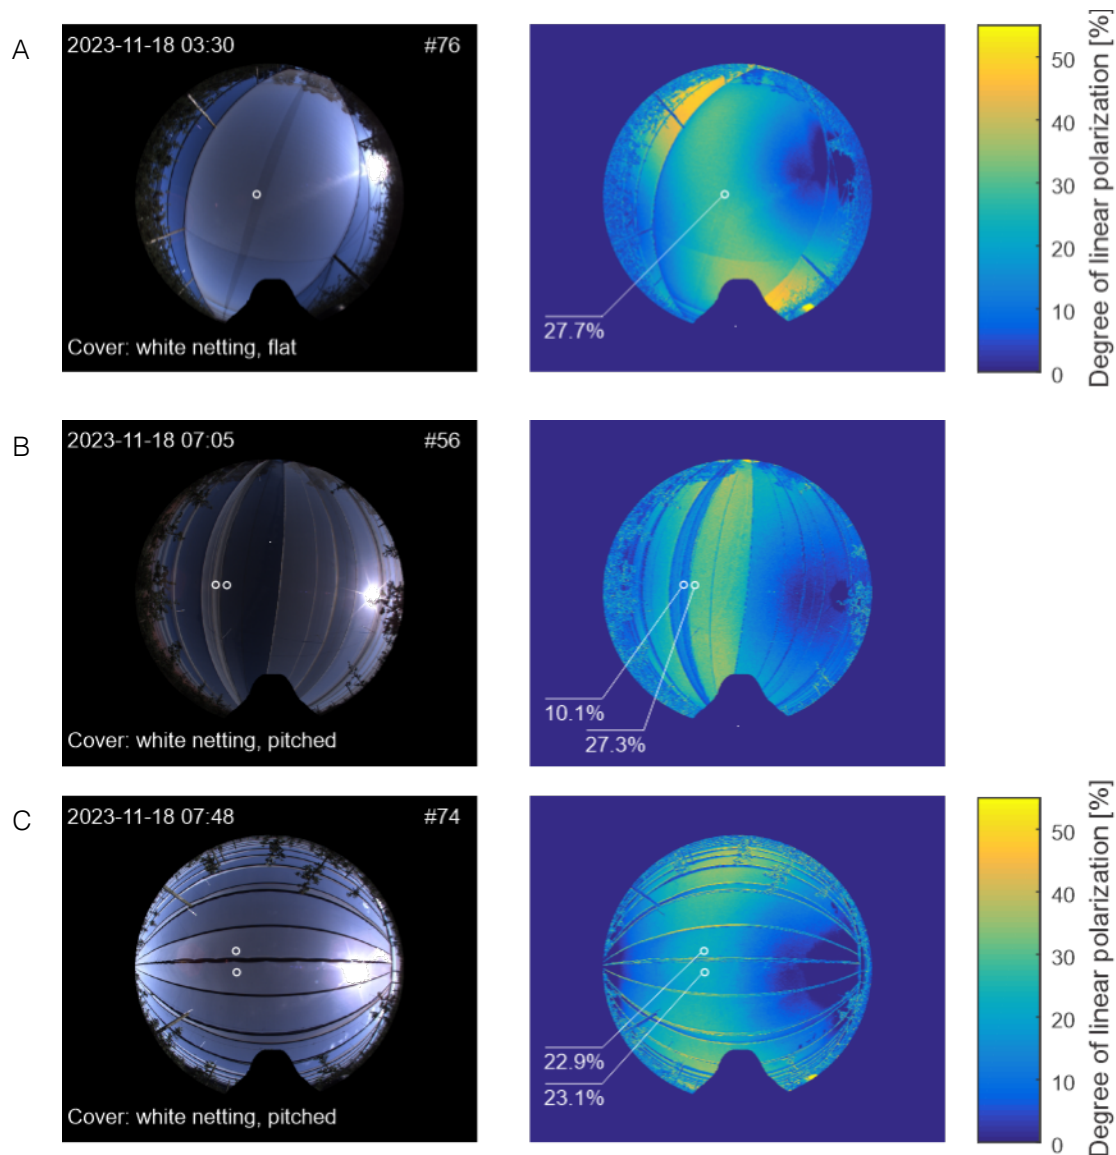 A
2023-11-18 03:30 #76
Cover: white netting, flat
27.7%
50
40
30
20
10
0
Degree of linear polarization [%]
B
2023-11-18 07:05 #56
Cover: white netting, pitched
10.1%
27.3%
C
2023-11-18 07:48 #74
Cover: white netting, pitched
22.9%
23.1%
50
40
30
20
10
0
Degree of linear polarization [%]